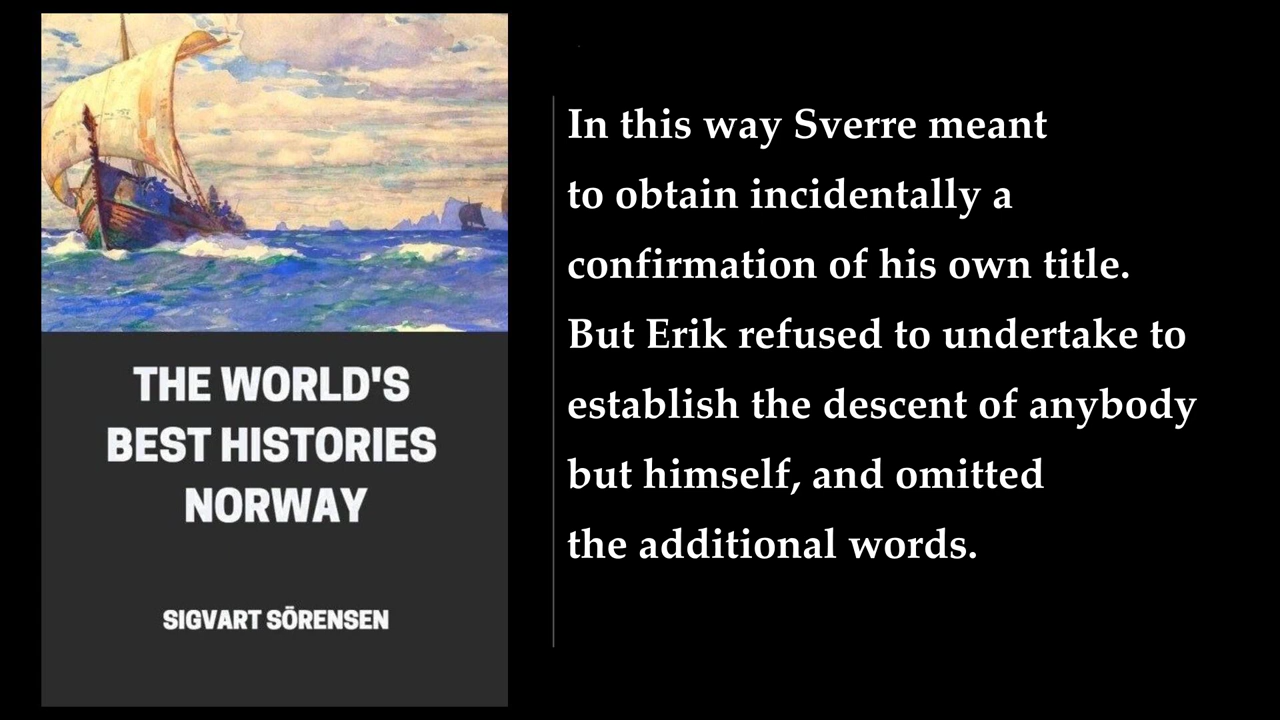 THE WORLD'S
BEST HISTORIES
NORWAY
SIGVART SÖRENSEN
In this way Sverre meant
to obtain incidentally a
confirmation of his own title.
But Erik refused to undertake to
establish the descent of anybody
but himself, and omitted
the additional words.